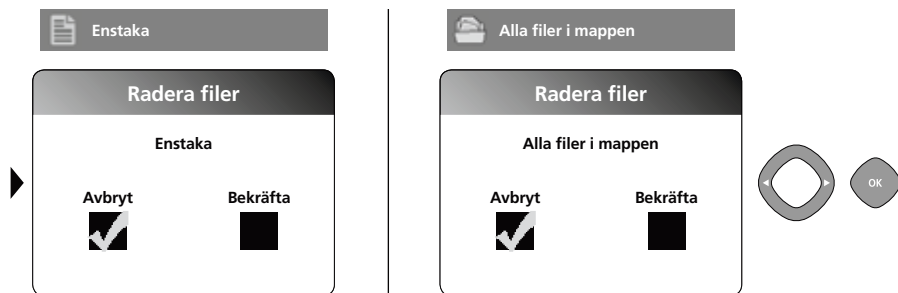 Enstaka
Radera filer
Enstaka
Avbryt Bekräfta
Alla filer i mappen
Radera filer
Alla filer i mappen
Avbryt Bekräfta
OK